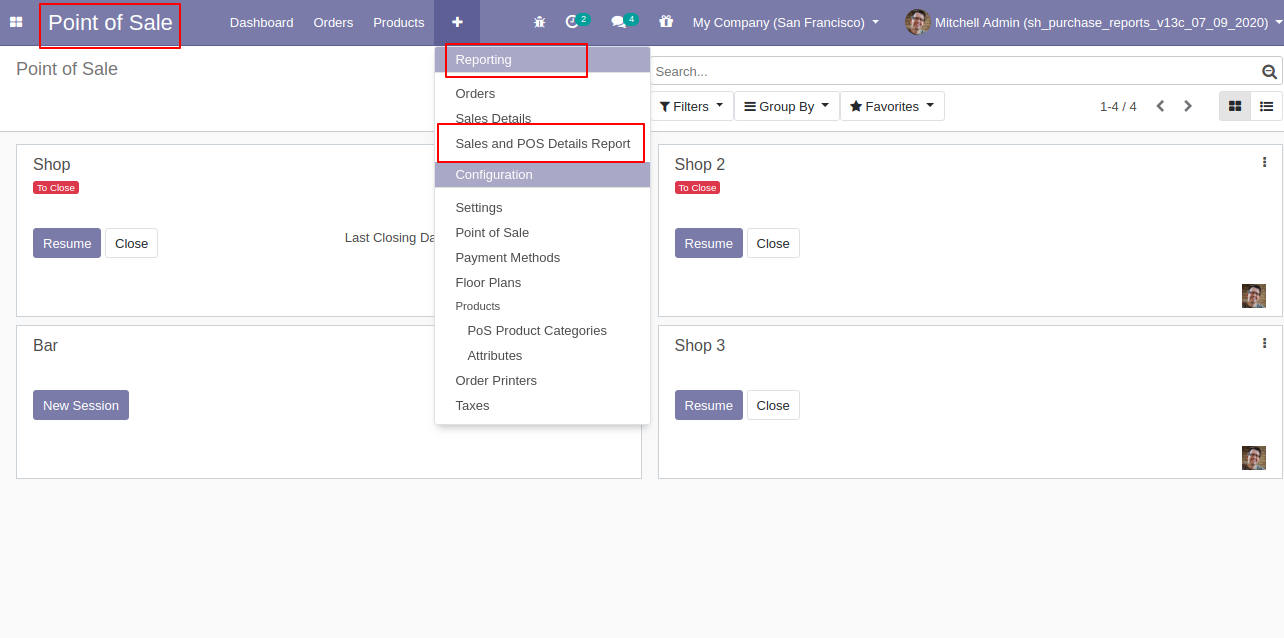 Point of Sale Dashboard Orders Products 2 4 My Company (San Francisco) Mitchell Admin (sh_purchase_reports_v13c_07_09_2020)
Point of Sale
Search...
Filters Group By Favorites 1-4 / 4
Reporting
Orders
Sales Details
Sales and POS Details Report
Configuration
Settings
Point of Sale
Payment Methods
Floor Plans
Products
PoS Product Categories
Attributes
Order Printers
Taxes
Shop
To Close
Resume Close Last Closing Da
Shop 2
To Close
Resume Close
Bar
New Session
Shop 3
Resume Close